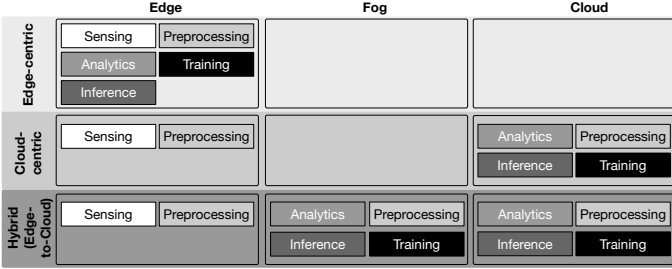 Edge Fog Cloud
Edge-centric
Sensing Preprocessing
Analytics Training
Inference
Cloud-
centric
Sensing Preprocessing Analytics Preprocessing
Inference Training
Hybrid
(Edge-
to-Cloud)
Sensing Preprocessing Analytics Preprocessing Analytics Preprocessing
Inference Training Inference Training